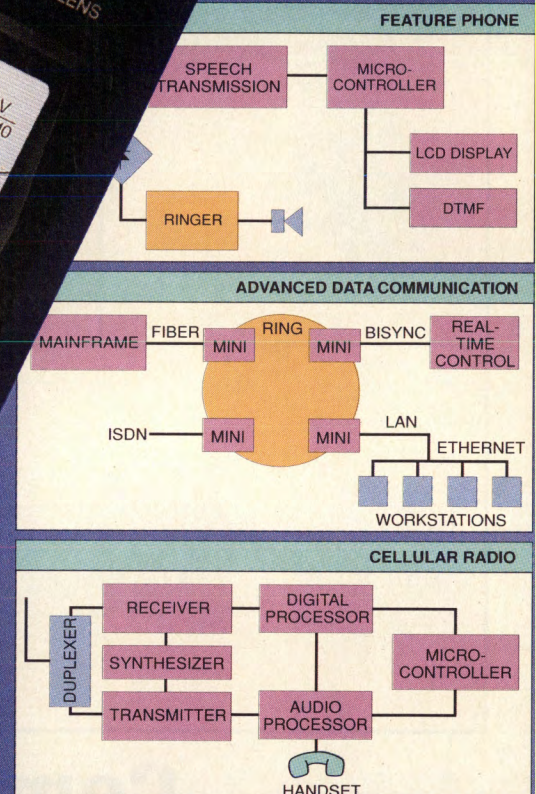 FEATURE PHONE
SPEECH
TRANSMISSION
MICRO-
CONTROLLER
LCD DISPLAY
DTMF
RINGER
ADVANCED DATA COMMUNICATION
MAINFRAME
FIBER
MINI
RING
MINI
BISYNC
REAL-
TIME
CONTROL
ISDN
MINI
MINI
LAN
ETHERNET
WORKSTATIONS
CELLULAR RADIO
DUPLEXER
RECEIVER
SYNTHESIZER
TRANSMITTER
DIGITAL
PROCESSOR
AUDIO
PROCESSOR
MICRO-
CONTROLLER
HANDSET